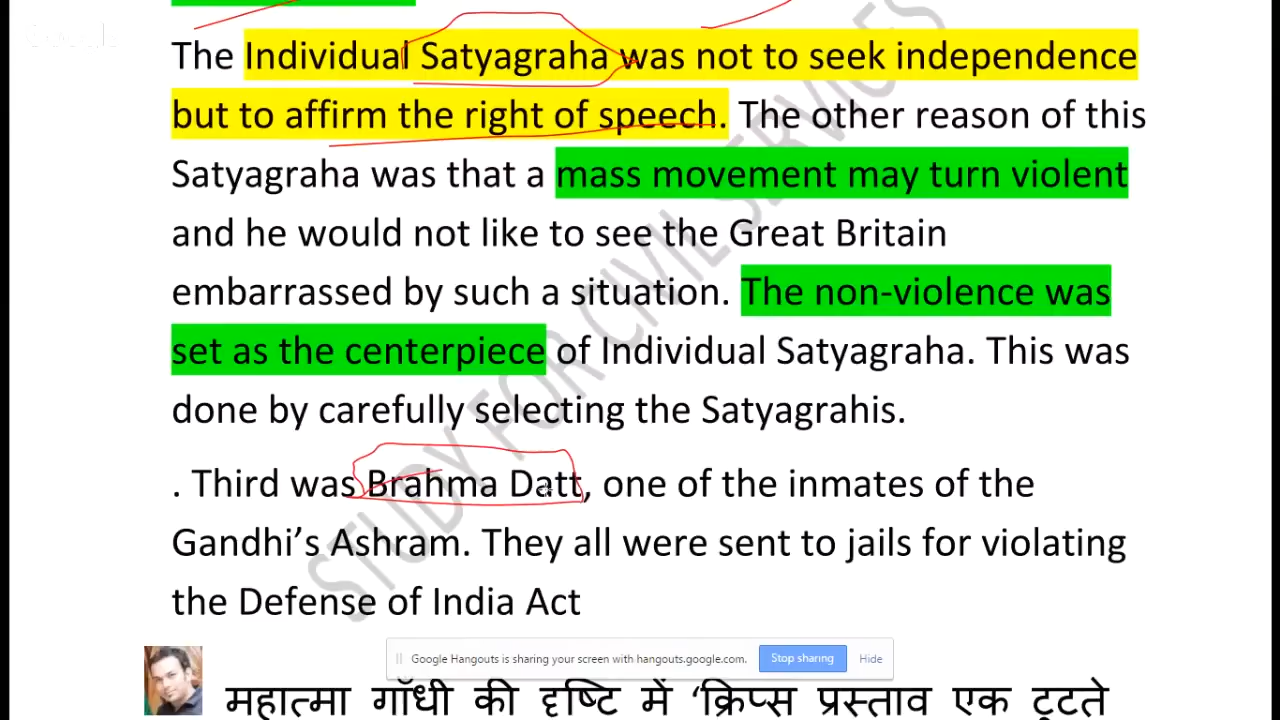 The Individual Satyagraha was not to seek independence
but to affirm the right of speech. The other reason of this
Satyagraha was that a mass movement may turn violent
and he would not like to see the Great Britain
embarrassed by such a situation. The non-violence was
set as the centerpiece of Individual Satyagraha. This was
done by carefully selecting the Satyagrahis.
. Third was Brahma Datt, one of the inmates of the
Gandhi’s Ashram. They all were sent to jails for violating
the Defense of India Act
STUDY FOR CIVIL SERVICES
Google Hangouts is sharing your screen with hangouts.google.com. Stop sharing Hide
महात्मा गाँधी की दृष्टि में ‘क्रिप्स प्रस्ताव एक टूटते